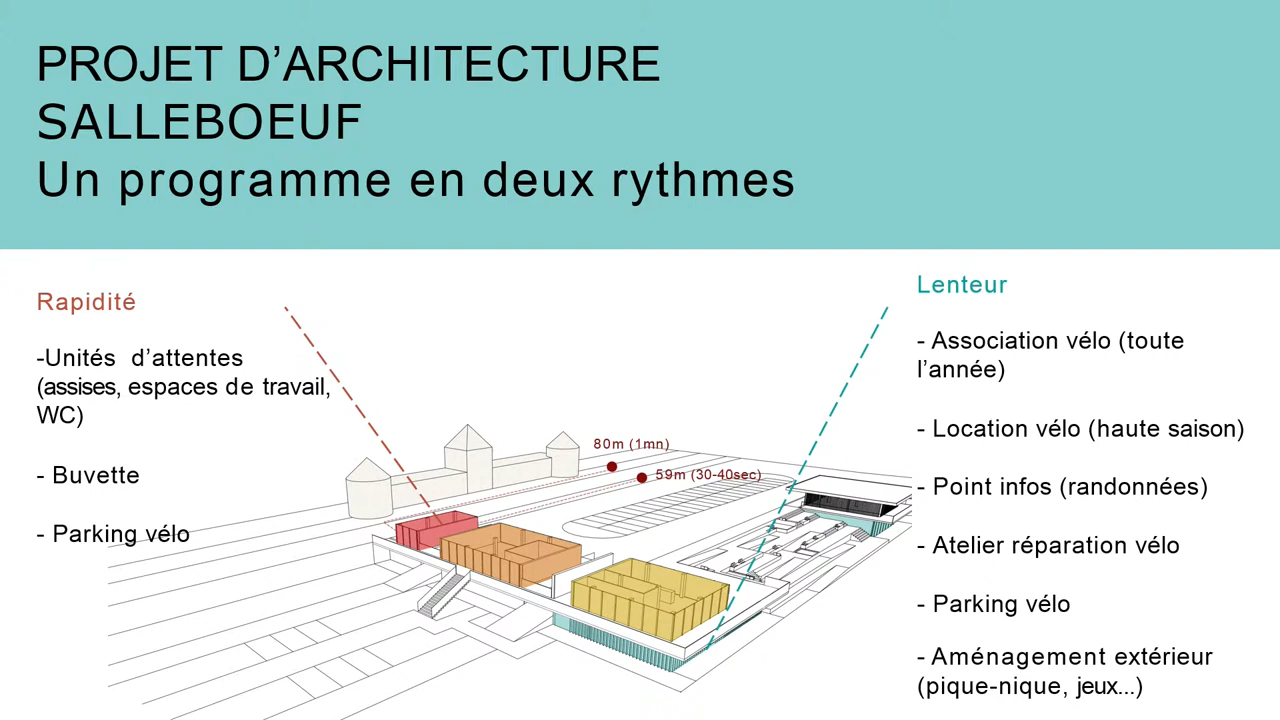 PROJET D’ARCHITECTURE
SALLEBOEUF
Un programme en deux rythmes
Rapidité
-Unités d’attentes
(assises, espaces de travail,
WC)
- Buvette
- Parking vélo
80m (1mn)
59m (30-40sec)
Lenteur
- Association vélo (toute
l’année)
- Location vélo (haute saison)
- Point infos (randonnées)
- Atelier réparation vélo
- Parking vélo
- Aménagement extérieur
(pique-nique, jeux...)